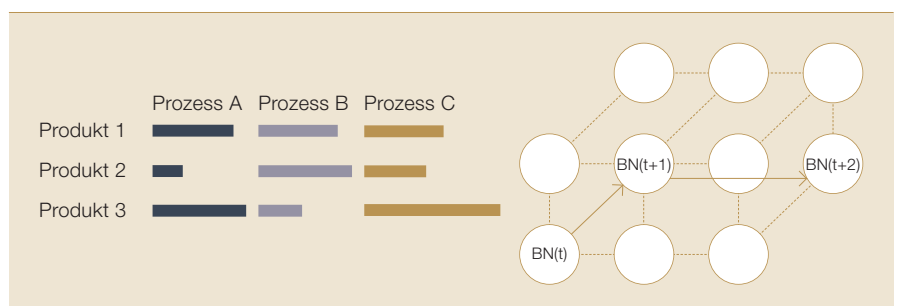 Prozess A Prozess B Prozess C
Produkt 1
Produkt 2
Produkt 3
BN(t+1)
BN(t+2)
BN(t)